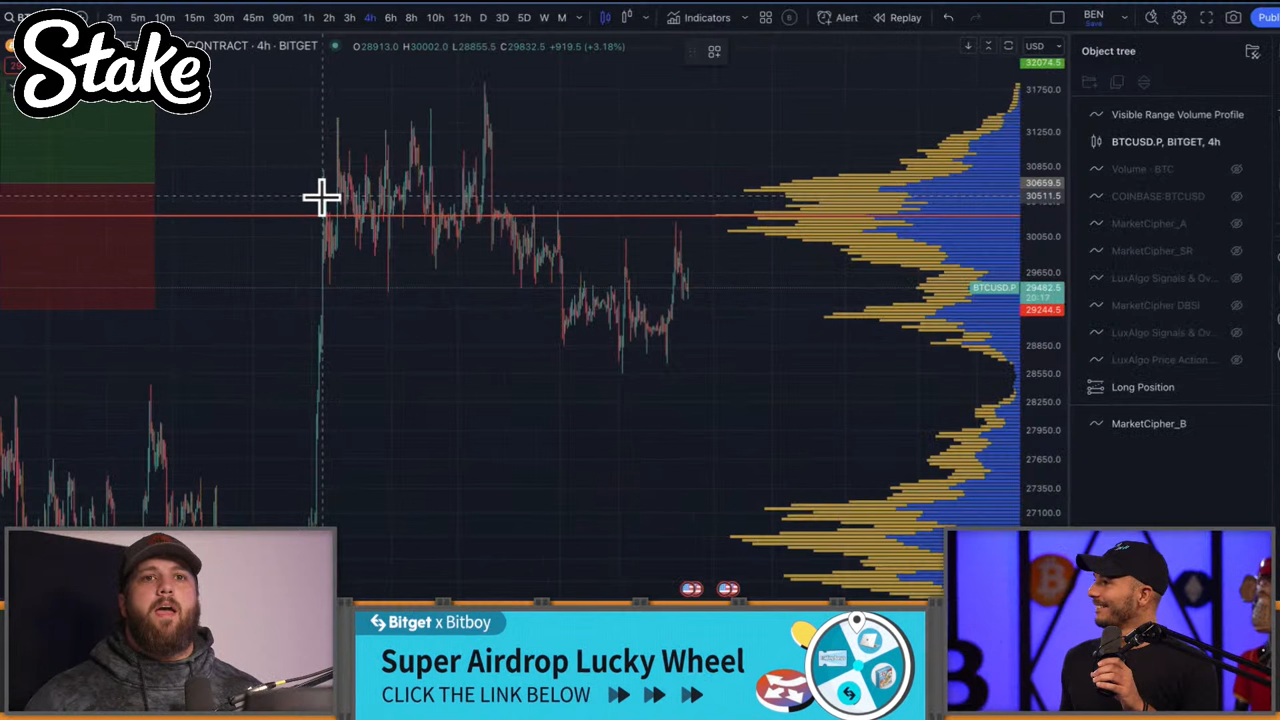 3m 5m 10m 15m 30m 45m 90m 1h 2h 3h 4h 6h 8h 10h 12h D 3D 5D W M Indicators Alert Replay BEN Save Publ
Stake
CONTRACT · 4h · BITGET O28913.0 H30002.0 L28855.5 C29832.5 +919.5 (+3.18%)
USD
32074.5
31750.0
31250.0
30850.0
30659.5
30511.5
30050.0
29650.0
BTCUSD.P 29482.5
20:17
29244.5
28850.0
28550.0
28250.0
27950.0
27650.0
27350.0
27100.0
Object tree
Visible Range Volume Profile
BTCUSD.P, BITGET, 4h
Volume · BTC
COINBASE:BTCUSD
MarketCipher_A
MarketCipher_SR
LuxAlgo Signals & Ov...
MarketCipher DBSI
LuxAlgo Signals & Ov...
LuxAlgo Price Action ...
Long Position
MarketCipher_B
Bitget x Bitboy
Super Airdrop Lucky Wheel
CLICK THE LINK BELOW